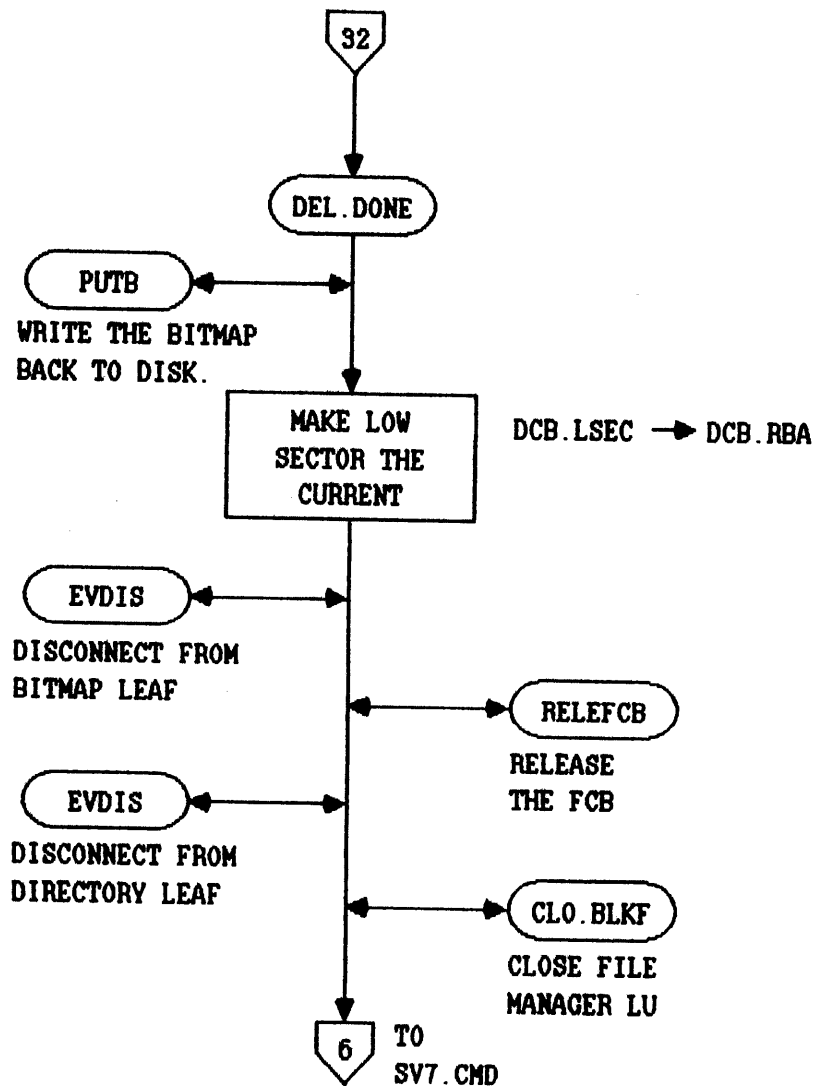 32
DEL.DONE
PUTB
WRITE THE BITMAP
BACK TO DISK.
MAKE LOW
SECTOR THE
CURRENT
DCB.LSEC → DCB.RBA
EVDIS
DISCONNECT FROM
BITMAP LEAF
RELEFCB
RELEASE
THE FCB
EVDIS
DISCONNECT FROM
DIRECTORY LEAF
CLO.BLKF
CLOSE FILE
MANAGER LU
6
TO
SV7.CMD